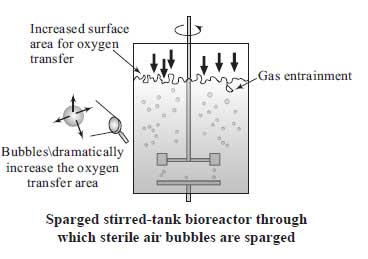 Increased surface
area for oxygen
transfer
Gas entrainment
Bubbles\dramatically
increase the oxygen
transfer area
Sparged stirred-tank bioreactor through
which sterile air bubbles are sparged